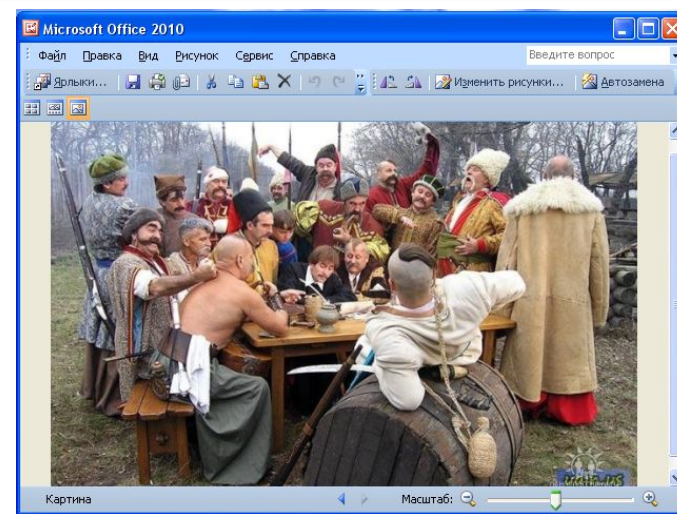 Microsoft Office 2010
Файл Правка Вид Рисунок Сервис Справка Введите вопрос
Ярлыки... Изменить рисунки... Автозамена
Картина Масштаб: